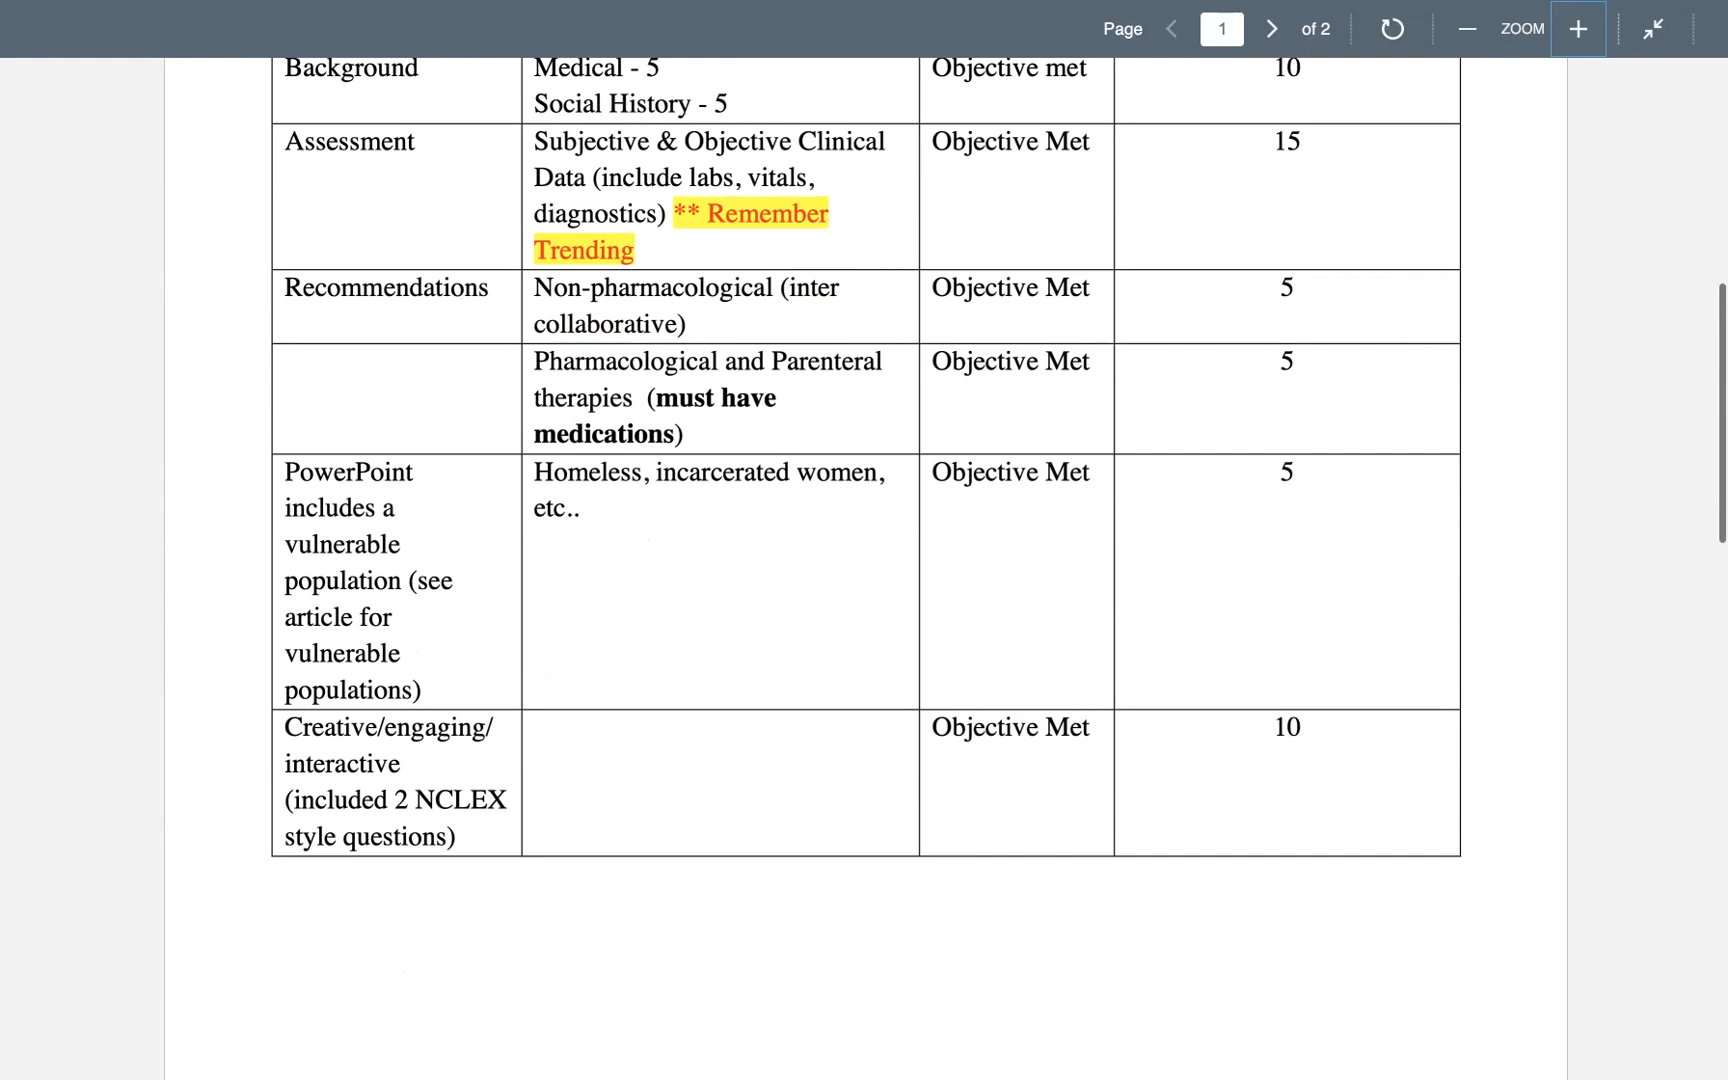 Page 1 of 2 ZOOM
Background Medical - 5 Objective met 10
Social History - 5
Assessment Subjective & Objective Clinical Objective Met 15
Data (include labs, vitals,
diagnostics) ** Remember
Trending
Recommendations Non-pharmacological (inter Objective Met 5
collaborative)
Pharmacological and Parenteral Objective Met 5
therapies (must have
medications)
PowerPoint Homeless, incarcerated women, Objective Met 5
includes a etc..
vulnerable
population (see
article for
vulnerable
populations)
Creative/engaging/ Objective Met 10
interactive
(included 2 NCLEX
style questions)